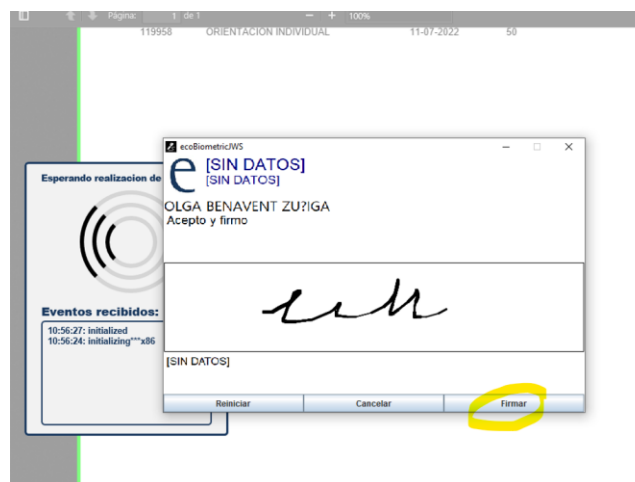 Página: 1 de 1 − + 100%
119958 ORIENTACIÓN INDIVIDUAL 11-07-2022 50
ecoBiometricJWS
e [SIN DATOS]
[SIN DATOS]
OLGA BENAVENT ZU?IGA
Acepto y firmo
[SIN DATOS]
Reiniciar Cancelar Firmar
Esperando realizacion de
Eventos recibidos:
10:56:27: initialized
10:56:24: initializing***x86